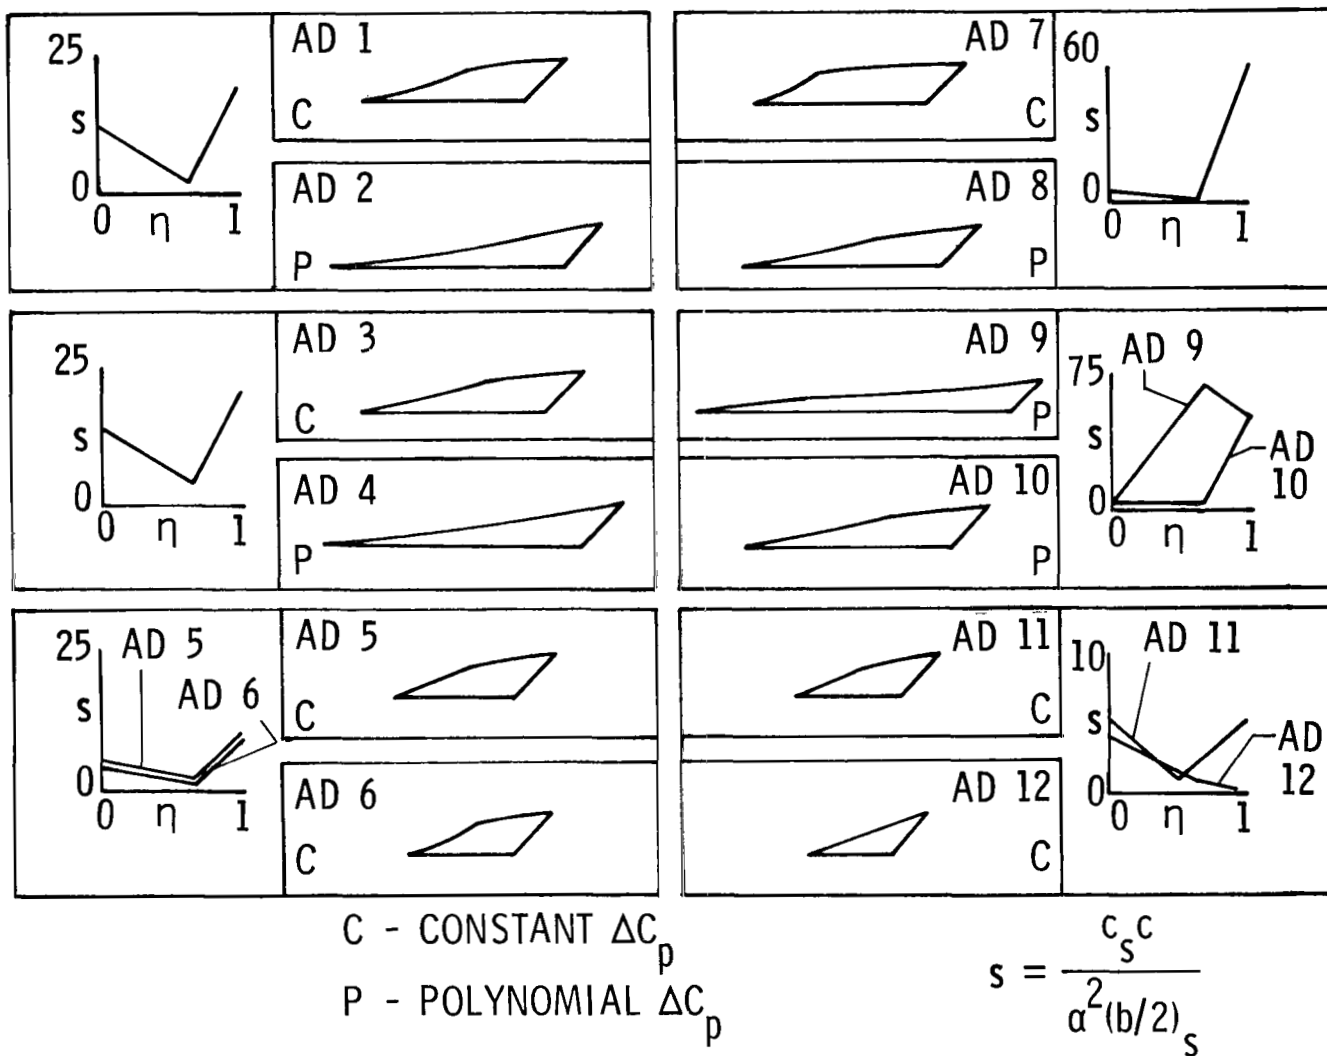 25
s
0
0 η 1
AD 1
C
AD 2
P
AD 7
C
AD 8
P
60
s
0
0 η 1
25
s
0
0 η 1
AD 3
C
AD 4
P
AD 9
P
AD 10
P
75
AD 9
s
AD
10
0
0 η 1
25
AD 5
s
AD 6
0
0 η 1
AD 5
C
AD 6
C
AD 11
C
AD 12
C
10
AD 11
s
AD
12
0
0 η 1
C - CONSTANT ΔC_p
P - POLYNOMIAL ΔC_p
s = c_s c / α^2 (b/2)_s